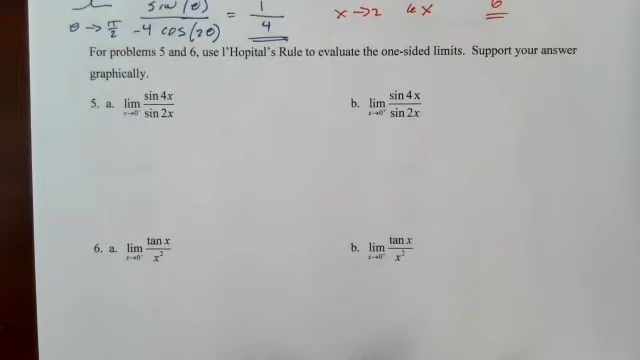 sin(θ) = 1
θ→π/2 -4 cos(2θ) 4
x→2 6x 6
For problems 5 and 6, use l'Hopital's Rule to evaluate the one-sided limits. Support your answer
graphically.
5. a. lim x→0⁻ sin 4x / sin 2x
b. lim x→0⁺ sin 4x / sin 2x
6. a. lim x→0⁻ tan x / x²
b. lim x→0⁺ tan x / x²